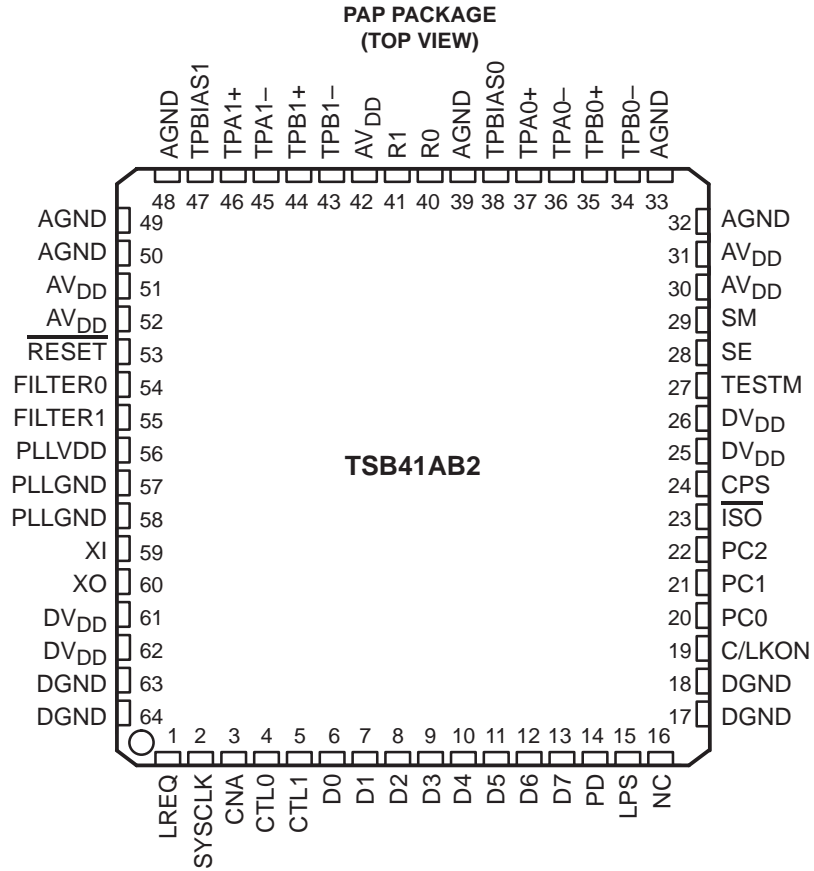 PAP PACKAGE
(TOP VIEW)
AGND TPBIAS1 TPA1+ TPA1– TPB1+ TPB1– AVDD R1 R0 AGND TPBIAS0 TPA0+ TPA0– TPB0+ TPB0– AGND
48 47 46 45 44 43 42 41 40 39 38 37 36 35 34 33
AGND 49 32 AGND
AGND 50 31 AVDD
AVDD 51 30 AVDD
AVDD 52 29 SM
RESET 53 28 SE
FILTER0 54 27 TESTM
FILTER1 55 26 DVDD
PLLVDD 56 25 DVDD
TSB41AB2
PLLGND 57 24 CPS
PLLGND 58 23 ISO
XI 59 22 PC2
XO 60 21 PC1
DVDD 61 20 PC0
DVDD 62 19 C/LKON
DGND 63 18 DGND
DGND 64 17 DGND
1 2 3 4 5 6 7 8 9 10 11 12 13 14 15 16
LREQ SYSCLK CNA CTL0 CTL1 D0 D1 D2 D3 D4 D5 D6 D7 PD LPS NC